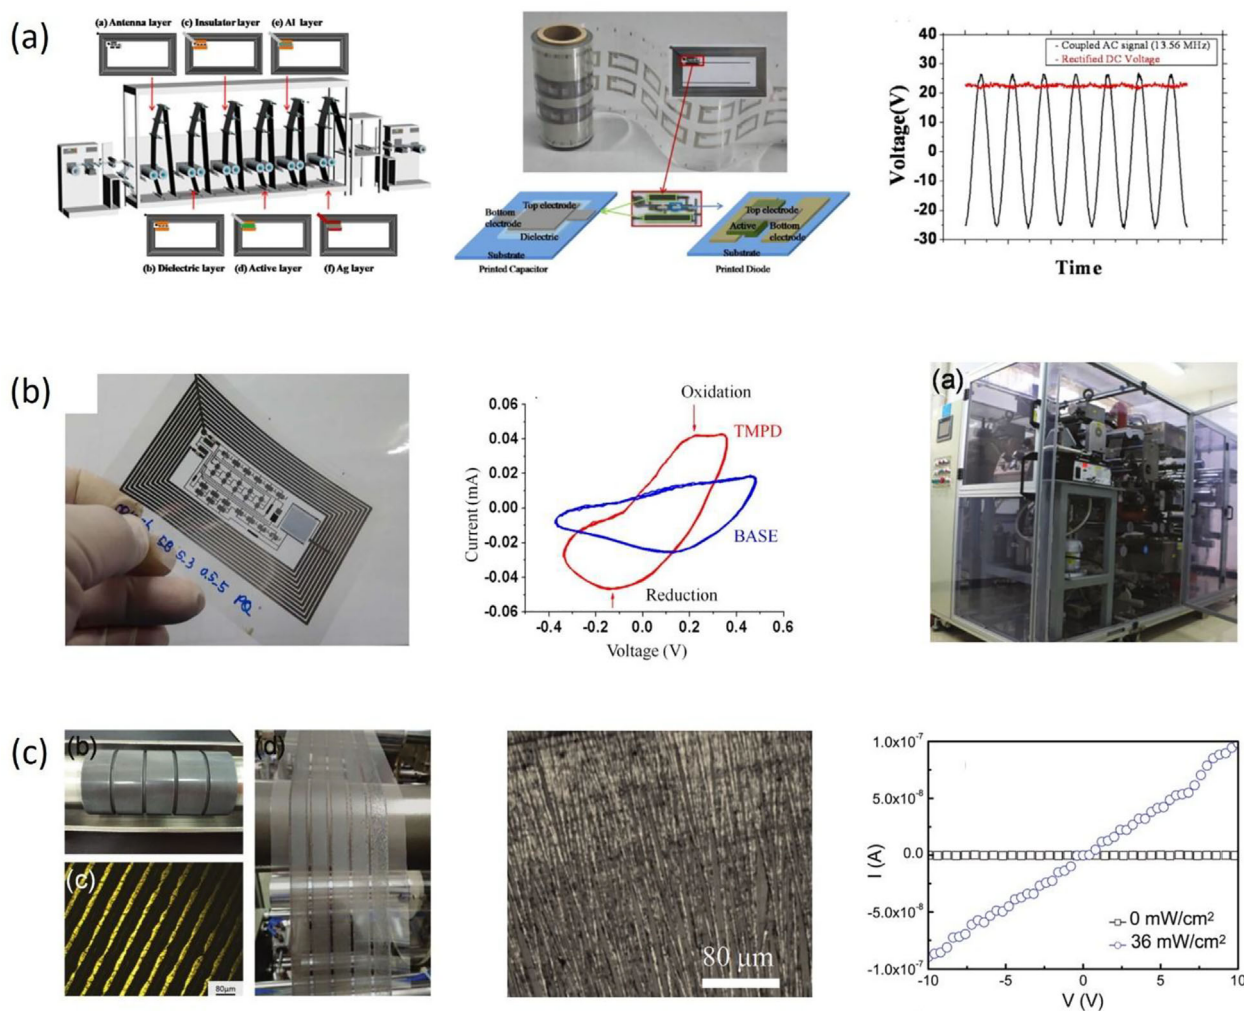 (a)
(a) Antenna layer
(c) Insulator layer
(e) Al layer
(b) Dielectric layer
(d) Active layer
(f) Ag layer
Top electrode
Bottom
electrode
Dielectric
Substrate
Printed Capacitor
Top electrode
Active
Bottom
electrode
Substrate
Printed Diode
Voltage(V)
40
30
20
10
0
-10
-20
-30
- Coupled AC signal (13.56 MHz)
- Rectified DC Voltage
Time
(b)
Current (mA)
0.06
0.04
0.02
0.00
-0.02
-0.04
0.06
Oxidation
TMPD
BASE
Reduction
-0.4 -0.2 0.0 0.2 0.4 0.6
Voltage (V)
(a)
(c)
(b)
(d)
(c)
80μm
80 μm
I (A)
1.0x10⁻⁷
5.0x10⁻⁸
0.0
-5.0x10⁻⁸
-1.0x10⁻⁷
0 mW/cm²
36 mW/cm²
-10 -5 0 5 10
V (V)